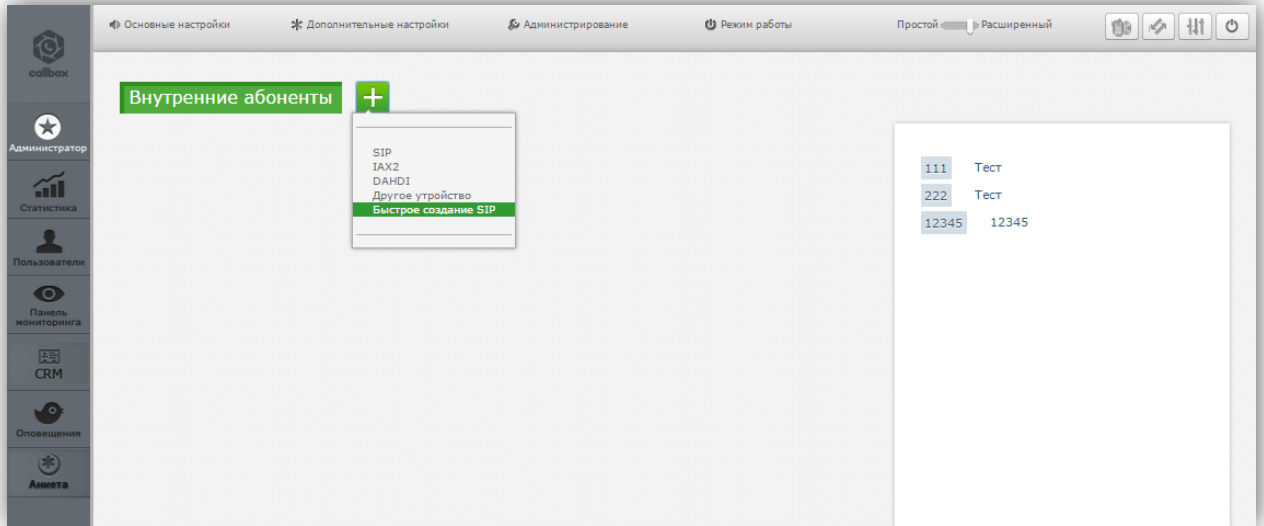 Основные настройки
Дополнительные настройки
Администрирование
Режим работы
Простой Расширенный
callbox
Администратор
Статистика
Пользователи
Панель
мониторинга
CRM
Оповещения
Анкета
Внутренние абоненты
SIP
IAX2
DAHDI
Другое утройство
Быстрое создание SIP
111 Тест
222 Тест
12345 12345